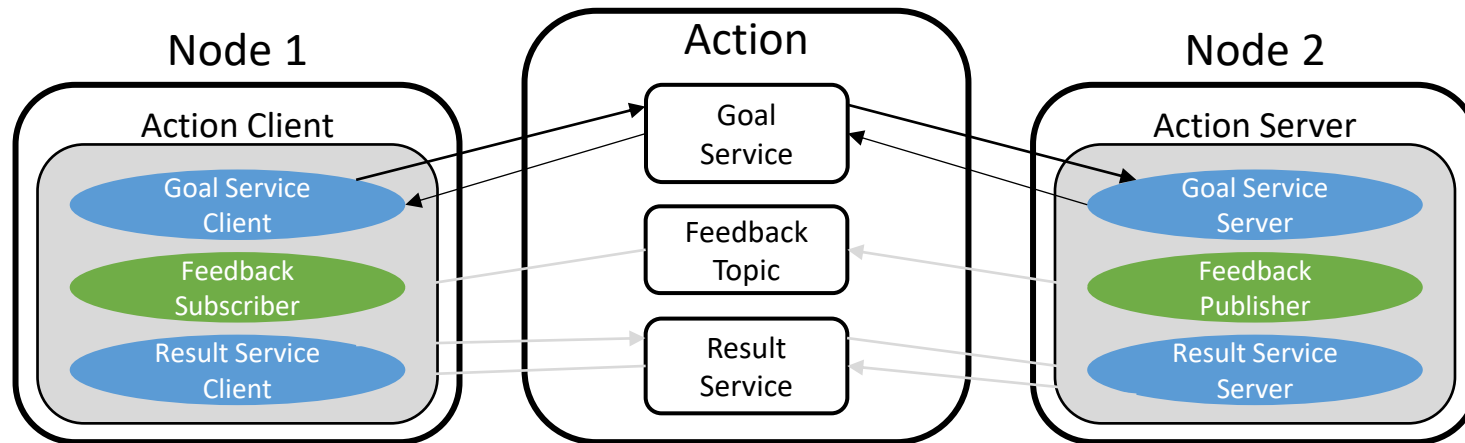 Node 1
Action
Node 2
Action Client
Goal Service
Client
Feedback
Subscriber
Result Service
Client
Goal
Service
Feedback
Topic
Result
Service
Action Server
Goal Service
Server
Feedback
Publisher
Result Service
Server